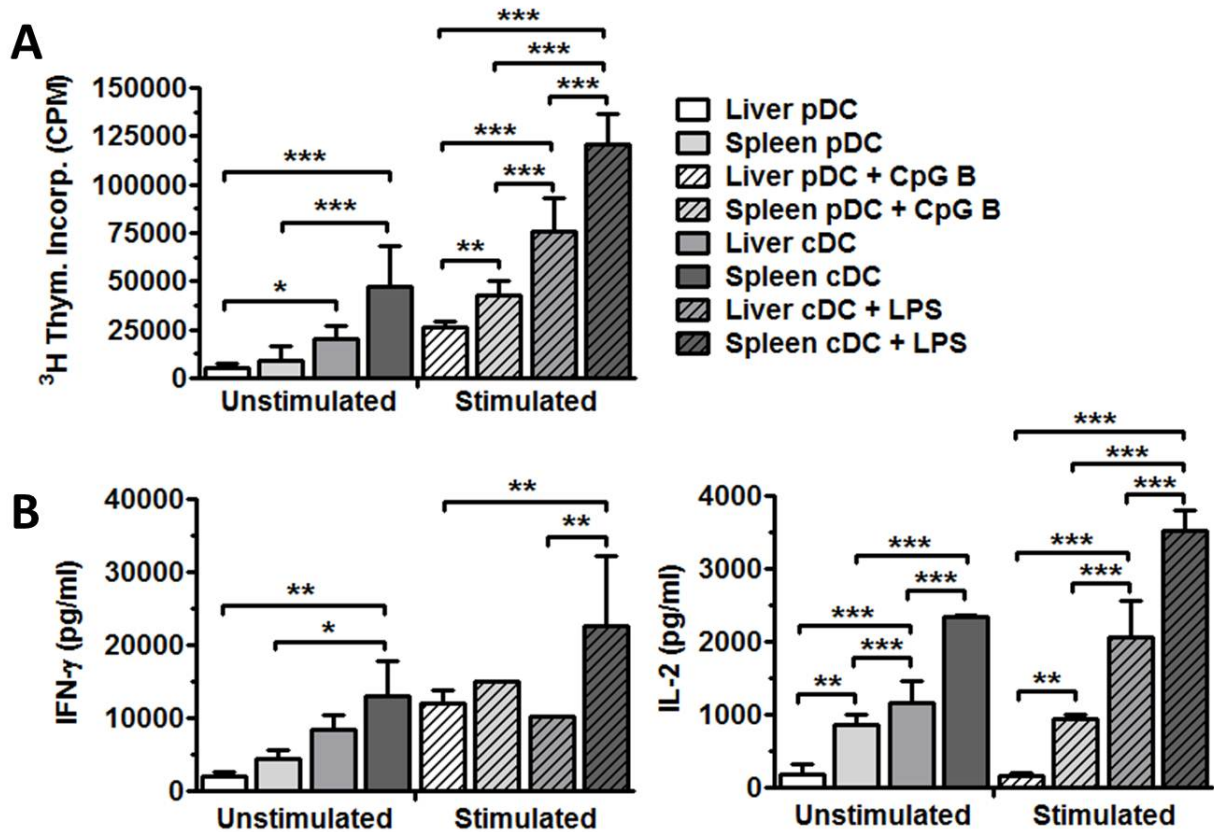 A
³H Thym. Incorp. (CPM)
150000
125000
100000
75000
50000
25000
0
***
***
***
***
***
***
***
**
*
Unstimulated
Stimulated
Liver pDC
Spleen pDC
Liver pDC + CpG B
Spleen pDC + CpG B
Liver cDC
Spleen cDC
Liver cDC + LPS
Spleen cDC + LPS
B
IFN-γ (pg/ml)
40000
30000
20000
10000
0
**
**
**
*
Unstimulated
Stimulated
IL-2 (pg/ml)
4000
3000
2000
1000
0
***
***
***
***
***
***
***
***
***
**
**
Unstimulated
Stimulated